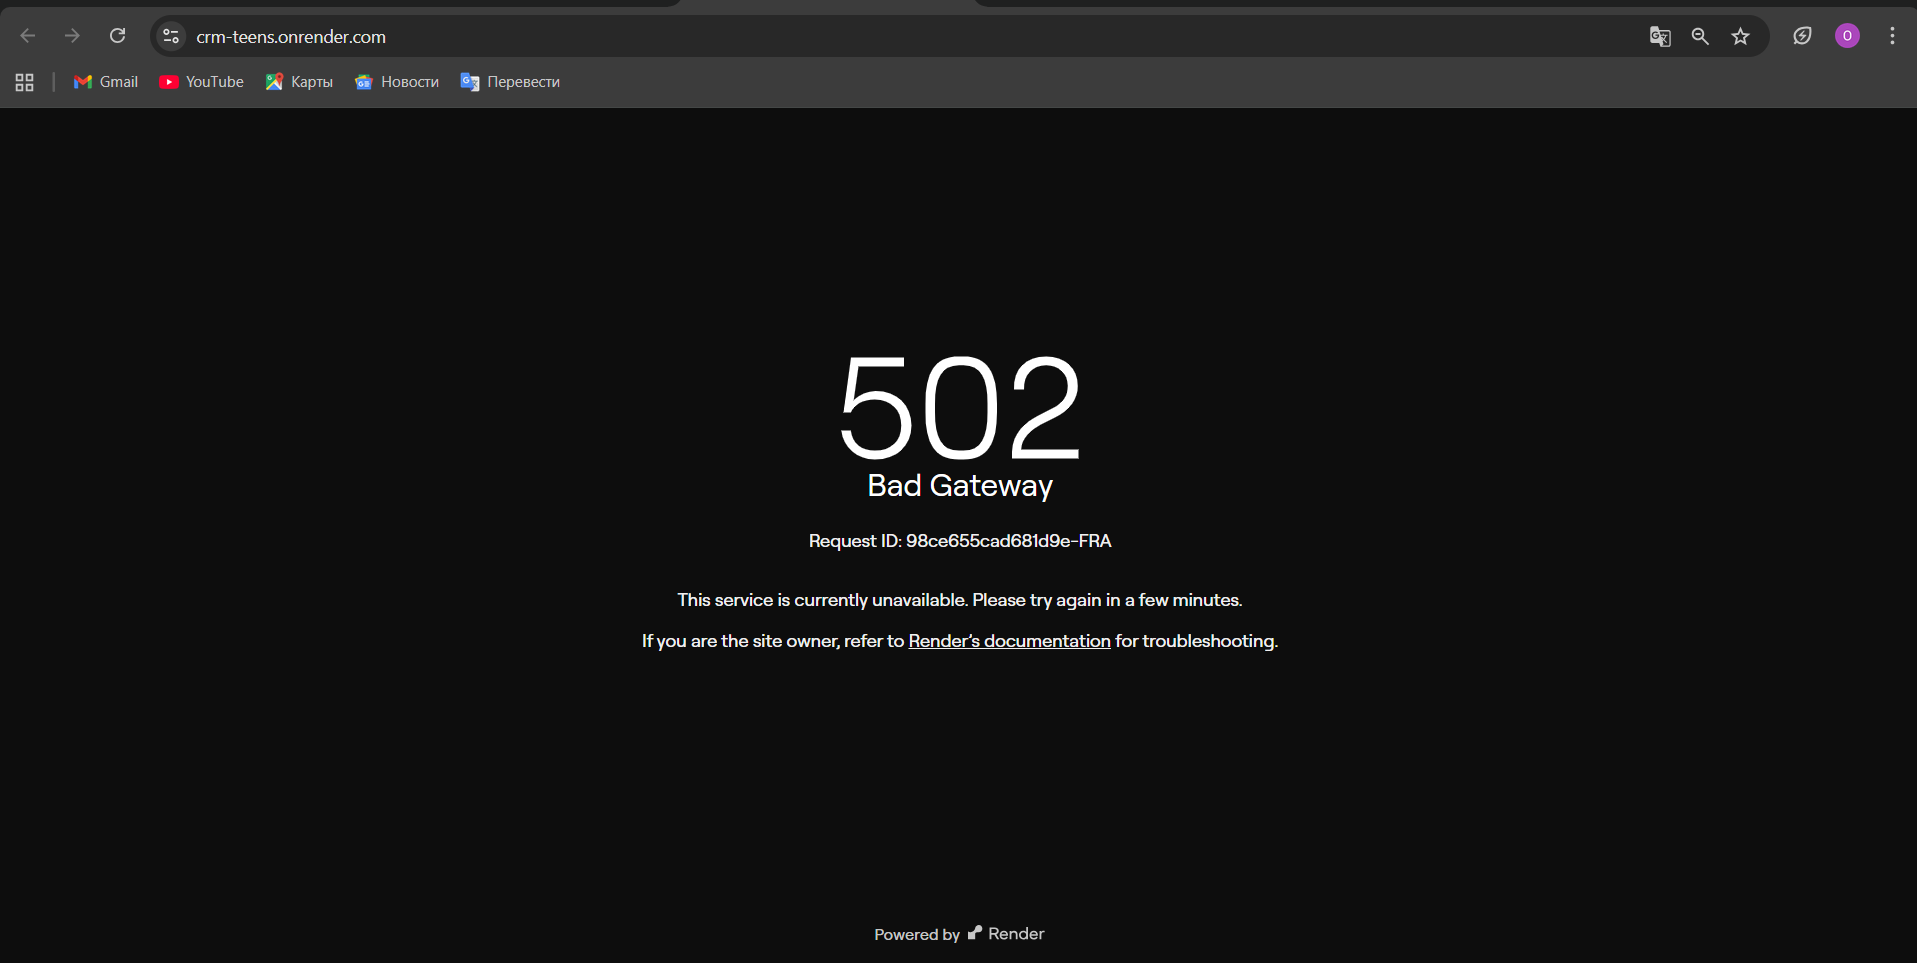 crm-teens.onrender.com
O
Gmail YouTube Карты Новости Перевести
502
Bad Gateway
Request ID: 98ce655cad681d9e-FRA
This service is currently unavailable. Please try again in a few minutes.
If you are the site owner, refer to Render’s documentation for troubleshooting.
Powered by Render